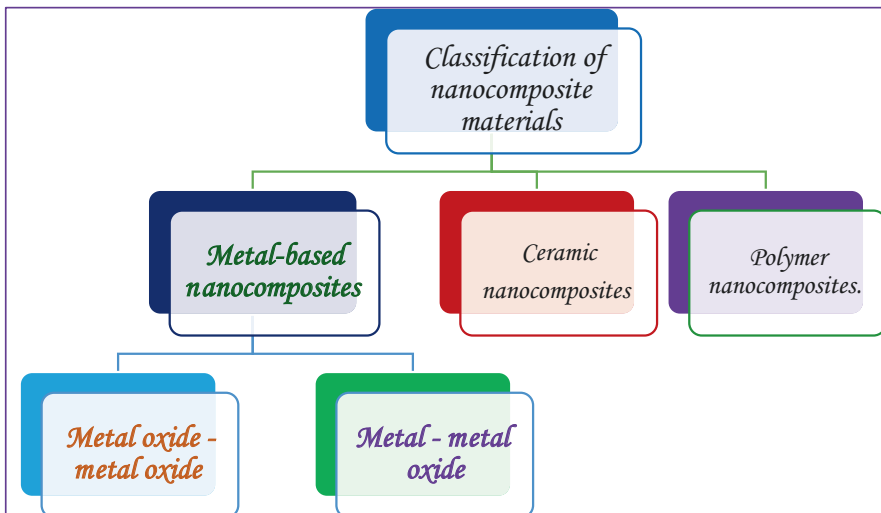 Classification of
nanocomposite
materials
Metal-based
nanocomposites
Ceramic
nanocomposites
Polymer
nanocomposites.
Metal oxide -
metal oxide
Metal - metal
oxide